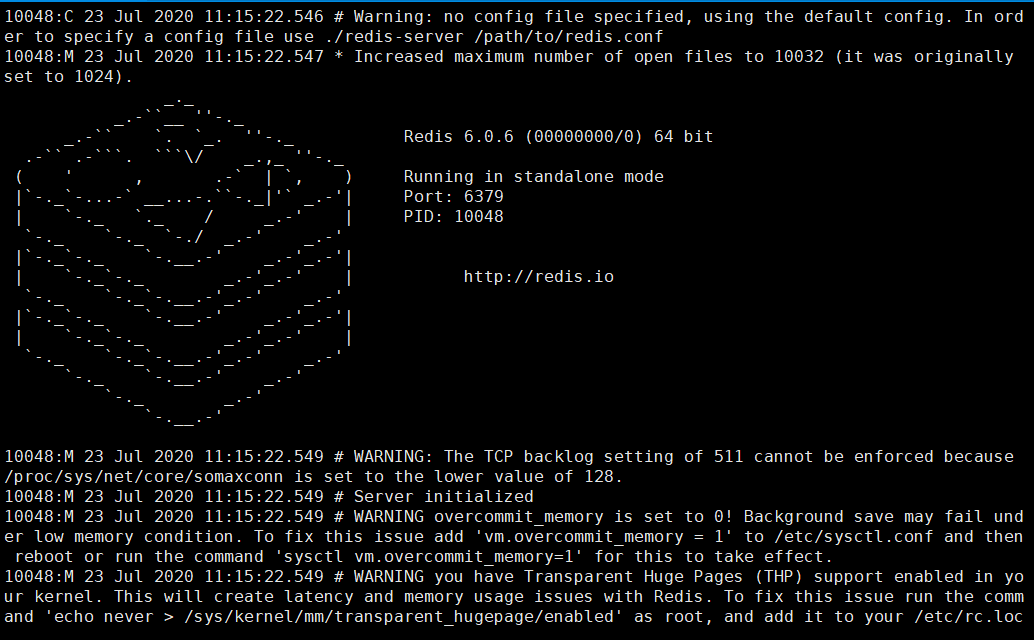 10048:C 23 Jul 2020 11:15:22.546 # Warning: no config file specified, using the default config. In ord
er to specify a config file use ./redis-server /path/to/redis.conf
10048:M 23 Jul 2020 11:15:22.547 * Increased maximum number of open files to 10032 (it was originally
set to 1024).
Redis 6.0.6 (00000000/0) 64 bit
Running in standalone mode
Port: 6379
PID: 10048
http://redis.io
10048:M 23 Jul 2020 11:15:22.549 # WARNING: The TCP backlog setting of 511 cannot be enforced because
/proc/sys/net/core/somaxconn is set to the lower value of 128.
10048:M 23 Jul 2020 11:15:22.549 # Server initialized
10048:M 23 Jul 2020 11:15:22.549 # WARNING overcommit_memory is set to 0! Background save may fail und
er low memory condition. To fix this issue add 'vm.overcommit_memory = 1' to /etc/sysctl.conf and then
reboot or run the command 'sysctl vm.overcommit_memory=1' for this to take effect.
10048:M 23 Jul 2020 11:15:22.549 # WARNING you have Transparent Huge Pages (THP) support enabled in yo
ur kernel. This will create latency and memory usage issues with Redis. To fix this issue run the comm
and 'echo never > /sys/kernel/mm/transparent_hugepage/enabled' as root, and add it to your /etc/rc.loc